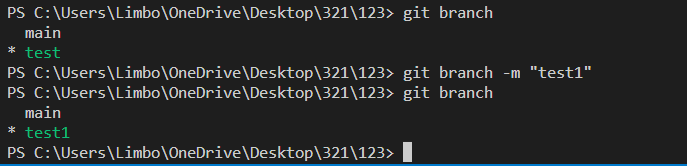 PS C:\Users\Limbo\OneDrive\Desktop\321\123> git branch
  main
* test
PS C:\Users\Limbo\OneDrive\Desktop\321\123> git branch -m "test1"
PS C:\Users\Limbo\OneDrive\Desktop\321\123> git branch
  main
* test1
PS C:\Users\Limbo\OneDrive\Desktop\321\123>